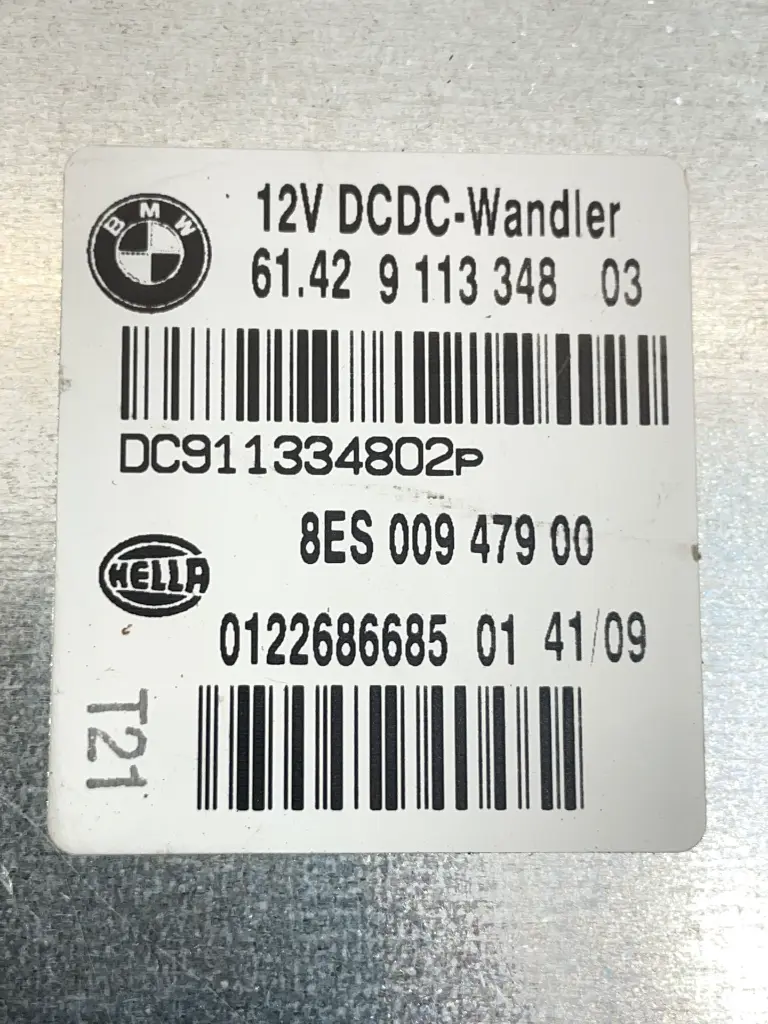 BMW
12V DCDC-Wandler
61.42 9 113 348 03
DC911334802P
HELLA
8ES 009 479 00
0122686685 01 41/09
T21